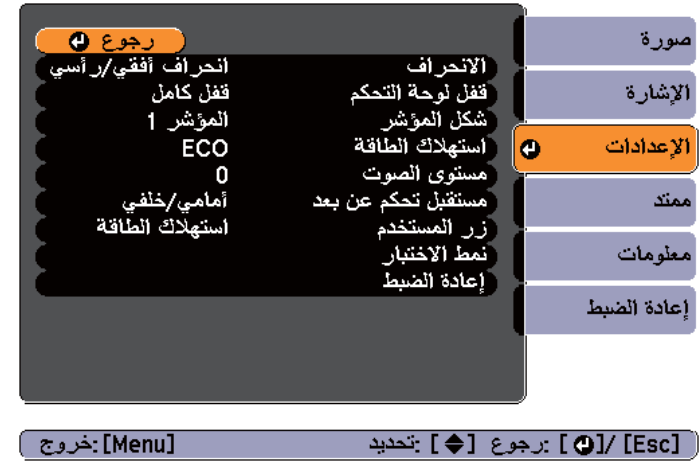 صورة
الإشارة
الإعدادات
ممتد
معلومات
إعادة الضبط
رجوع
الانحراف انحراف أفقي/رأسي
قفل لوحة التحكم قفل كامل
شكل المؤشر المؤشر 1
استهلاك الطاقة ECO
مستوى الصوت 0
مستقبل تحكم عن بعد أمامي/خلفي
زر المستخدم استهلاك الطاقة
نمط الاختبار
إعادة الضبط
[Esc] /[ ] :رجوع [ ] :تحديد [Menu]:خروج